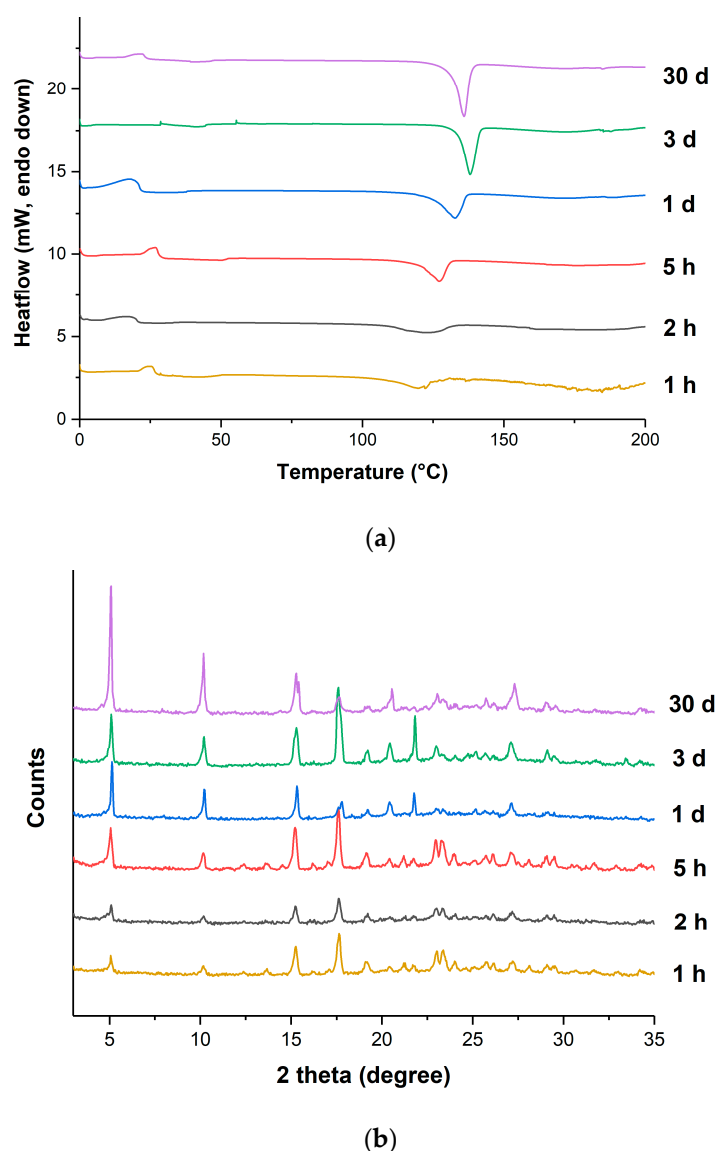 Heatflow (mW, endo down)
20
15
10
5
0
30 d
3 d
1 d
5 h
2 h
1 h
0
50
100
150
200
Temperature (°C)
(a)
Counts
30 d
3 d
1 d
5 h
2 h
1 h
5
10
15
20
25
30
35
2 theta (degree)
(b)